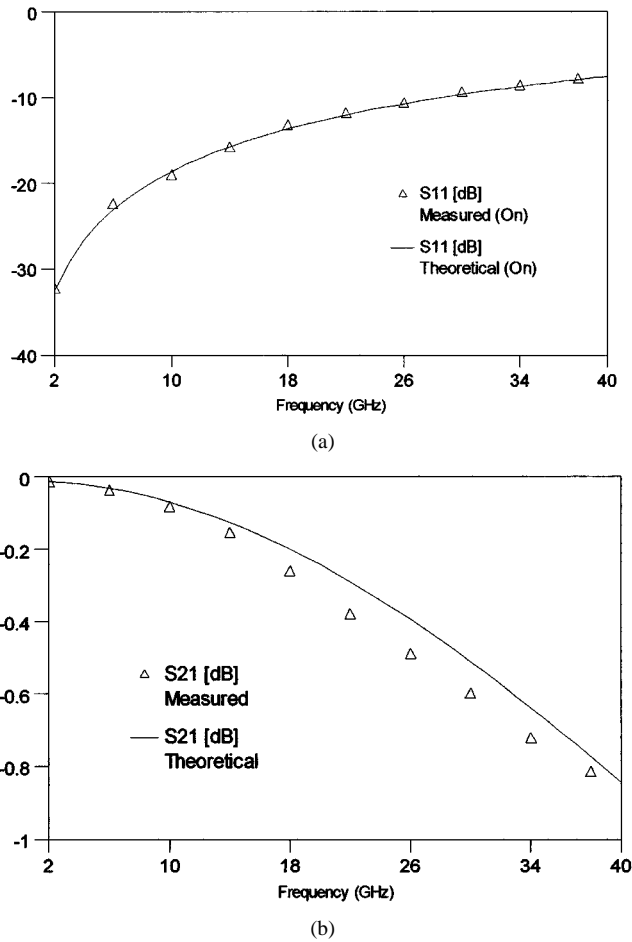 0
-10
-20
-30
-40
△ S11 [dB]
Measured (On)
— S11 [dB]
Theoretical (On)
2 10 18 26 34 40
Frequency (GHz)
(a)
0
-0.2
-0.4
-0.6
-0.8
-1
△ S21 [dB]
Measured
— S21 [dB]
Theoretical
2 10 18 26 34 40
Frequency (GHz)
(b)